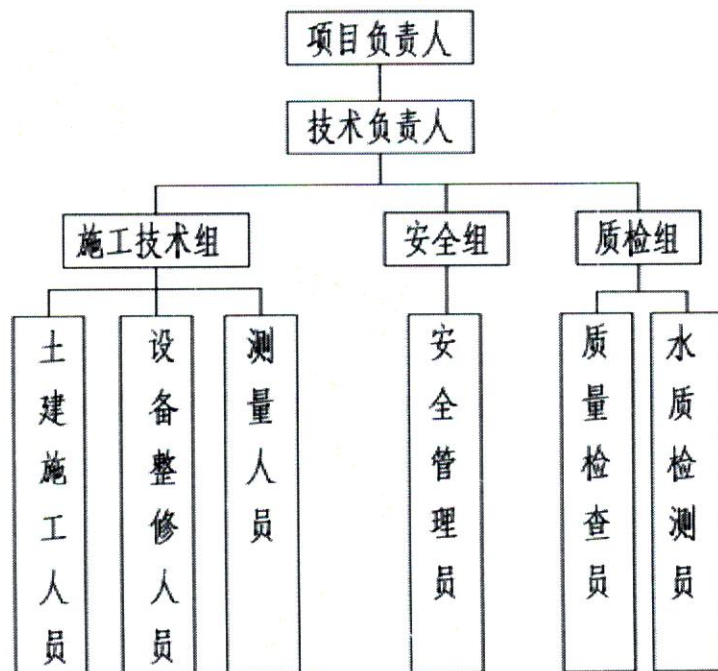 项目负责人
技术负责人
施工技术组
安全组
质检组
土建施工人员
设备整修人员
测量人员
安全管理员
质量检查员
水质检测员